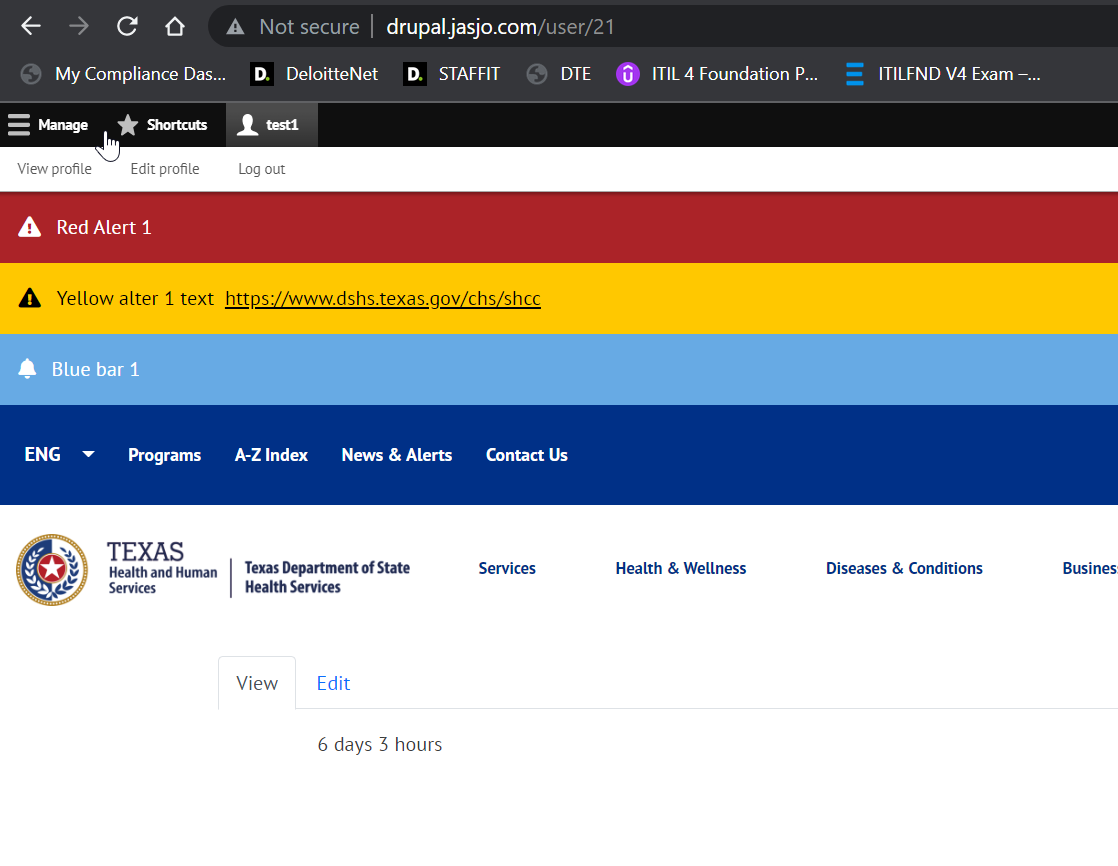 Not secure | drupal.jasjo.com/user/21
My Compliance Das... D. DeloitteNet D. STAFFIT DTE ITIL 4 Foundation P... ITILFND V4 Exam –...
Manage Shortcuts test1
View profile Edit profile Log out
Red Alert 1
Yellow alter 1 text https://www.dshs.texas.gov/chs/shcc
Blue bar 1
ENG Programs A-Z Index News & Alerts Contact Us
TEXAS
Health and Human
Services
Texas Department of State
Health Services
Services Health & Wellness Diseases & Conditions Busines
View Edit
6 days 3 hours